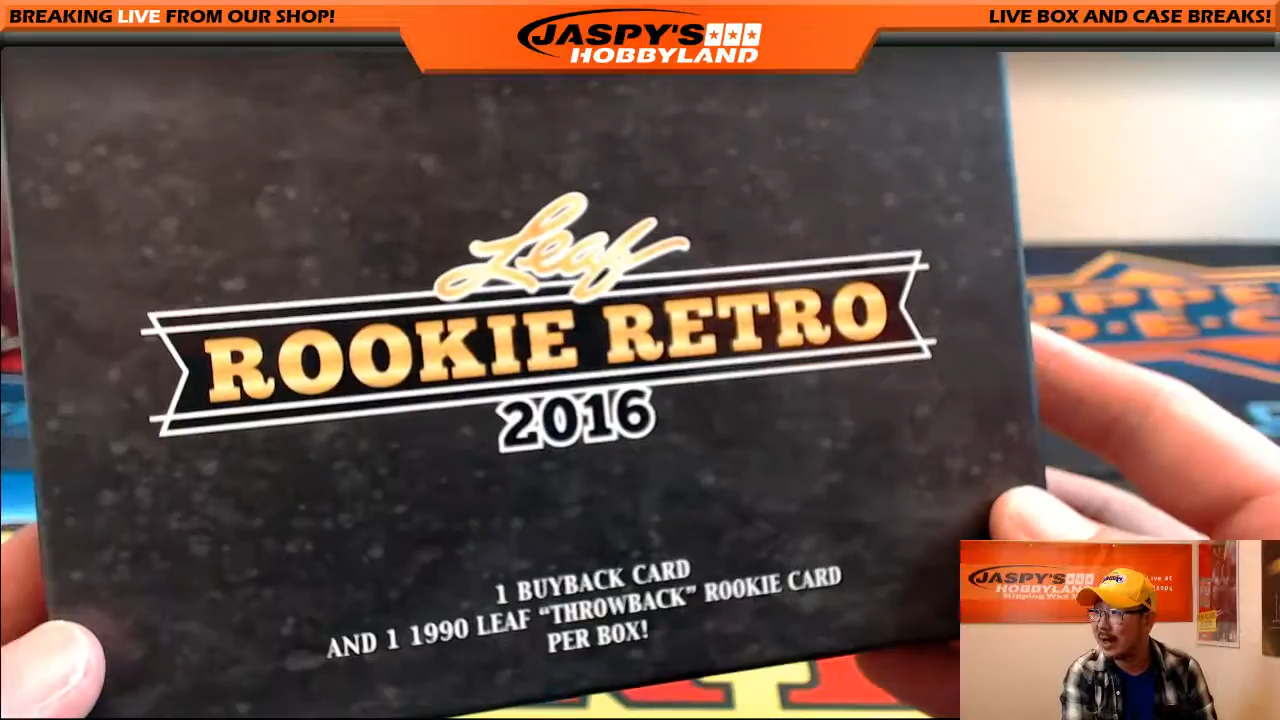 BREAKING LIVE FROM OUR SHOP!
JASPY'S
HOBBYLAND
LIVE BOX AND CASE BREAKS!
Leaf
ROOKIE RETRO
2016
1 BUYBACK CARD
AND 1 1990 LEAF “THROWBACK” ROOKIE CARD
PER BOX!
JASPY'S
HOBBYLAND